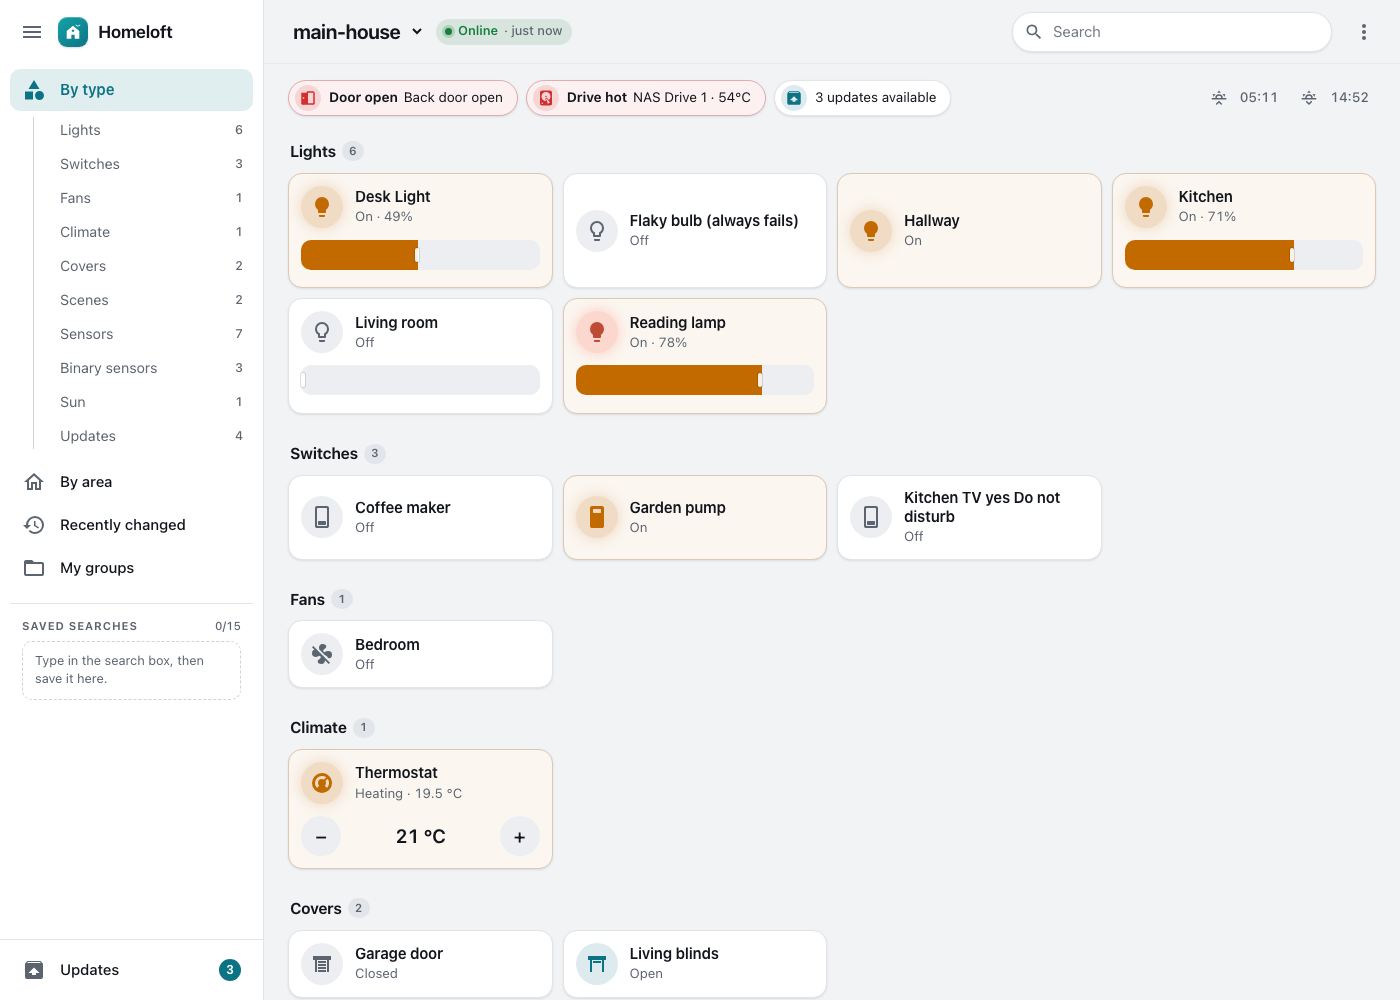 Homeloft
By type
Lights 6
Switches 3
Fans 1
Climate 1
Covers 2
Scenes 2
Sensors 7
Binary sensors 3
Sun 1
Updates 4
By area
Recently changed
My groups
SAVED SEARCHES 0/15
Type in the search box, then
save it here.
Updates 3
main-house Online · just now
Search
Door open Back door open
Drive hot NAS Drive 1 · 54°C
3 updates available
05:11 14:52
Lights 6
Desk Light
On · 49%
Flaky bulb (always fails)
Off
Hallway
On
Kitchen
On · 71%
Living room
Off
Reading lamp
On · 78%
Switches 3
Coffee maker
Off
Garden pump
On
Kitchen TV yes Do not
disturb
Off
Fans 1
Bedroom
Off
Climate 1
Thermostat
Heating · 19.5 °C
− 21 °C +
Covers 2
Garage door
Closed
Living blinds
Open